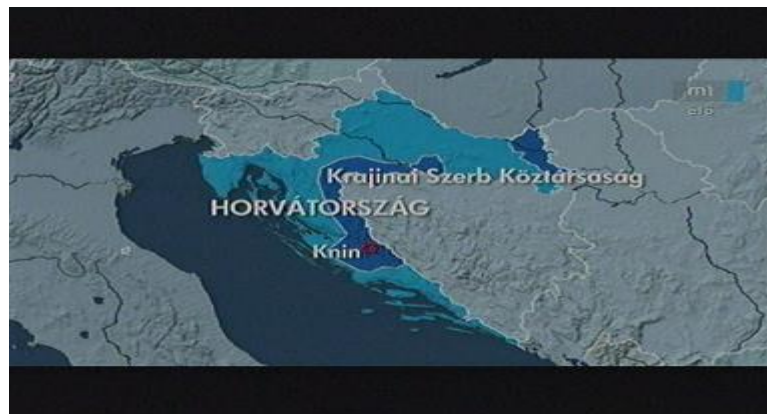 m1
élő
Krajinai Szerb Köztársaság
HORVÁTORSZÁG
Knin